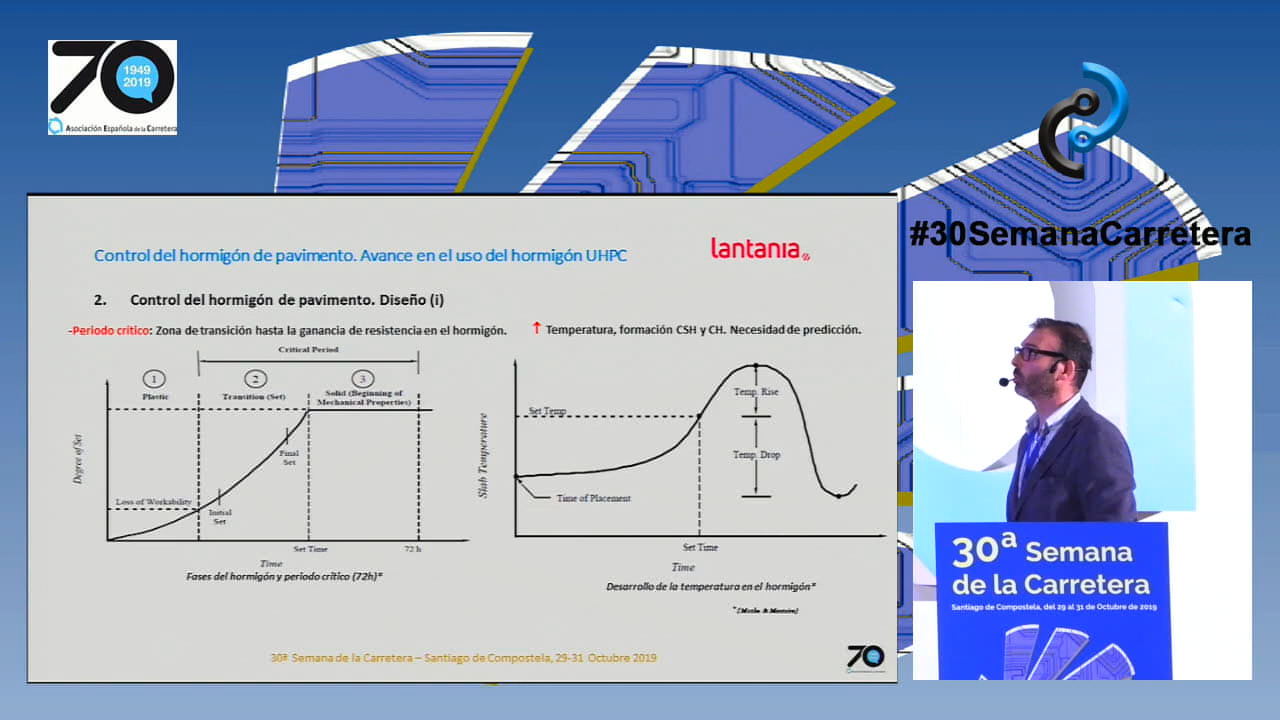 70
1949
2019
Asociación Española de la Carretera
#30SemanaCarretera
Control del hormigón de pavimento. Avance en el uso del hormigón UHPC
lantania
2. Control del hormigón de pavimento. Diseño (i)
-Periodo crítico: Zona de transición hasta la ganancia de resistencia en el hormigón.
↑ Temperatura, formación CSH y CH. Necesidad de predicción.
Critical Period
1
2
3
Plastic
Transition (Set)
Solid (Beginning of
Mechanical Properties)
Degree of Set
Final
Set
Loss of Workability
Initial
Set
Set Time
72 h
Time
Fases del hormigón y periodo crítico (72h)*
Slab Temperature
Set Temp
Temp. Rise
Temp. Drop
Time of Placement
Set Time
Time
Desarrollo de la temperatura en el hormigón*
30ª Semana de la Carretera – Santiago de Compostela, 29-31 Octubre 2019
70
30ª Semana
de la Carretera
Santiago de Compostela, del 29 al 31 de Octubre de 2019